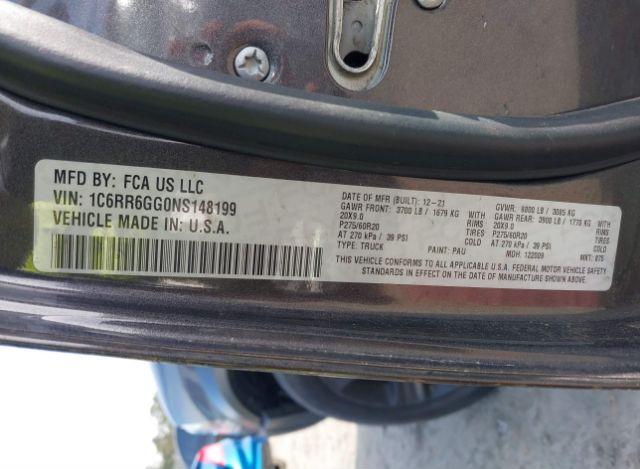 MFD BY: FCA US LLC
VIN: 1C6RR6GG0NS148199
VEHICLE MADE IN: U.S.A.
DATE OF MFR (BUILT): 12-21 GVWR: 6800 LB / 3085 KG
GAWR FRONT: 3700 LB / 1679 KG GAWR REAR: 3900 LB / 1770 KG
20X9.0 RIMS 20X9.0 RIMS
P275/60R20 TIRES P275/60R20 TIRES
AT 270 kPa / 39 PSI COLD AT 270 kPa / 39 PSI COLD
TYPE: TRUCK PAINT: PAU MDH: 122009 MKT: 875
THIS VEHICLE CONFORMS TO ALL APPLICABLE U.S.A. FEDERAL MOTOR VEHICLE SAFETY
STANDARDS IN EFFECT ON THE DATE OF MANUFACTURE SHOWN ABOVE.